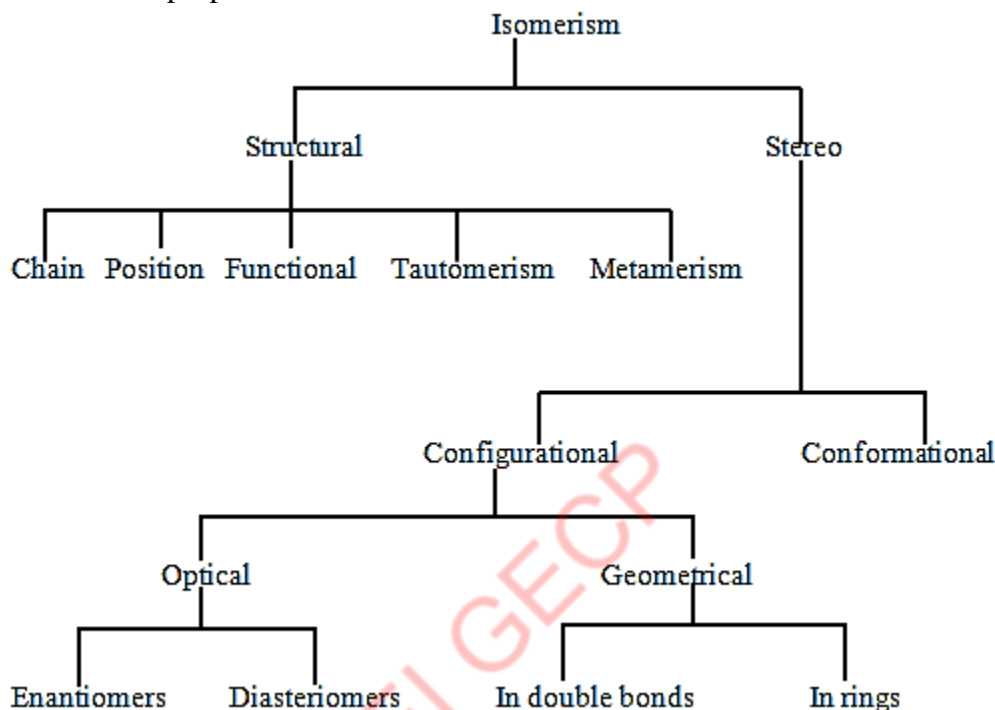 Isomerism
Structural Stereo
Chain Position Functional Tautomerism Metamerism
Configurational Conformational
Optical Geometrical
Enantiomers Diasteriomers In double bonds In rings
GECP